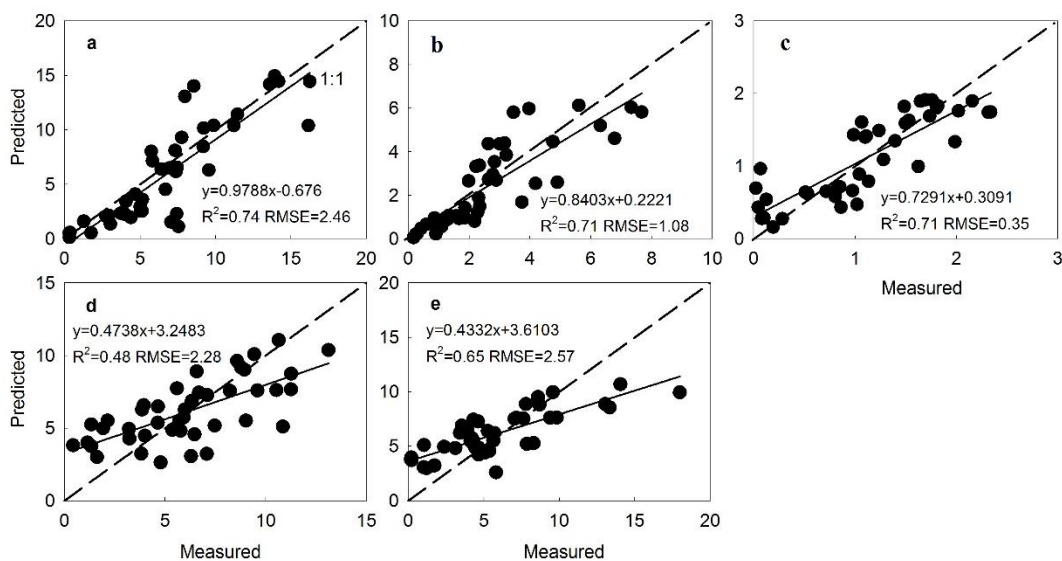 a
20
15
10
5
0
Predicted
1:1
y=0.9788x-0.676
R²=0.74 RMSE=2.46
0 5 10 15 20
b
10
8
6
4
2
0
y=0.8403x+0.2221
R²=0.71 RMSE=1.08
0 2 4 6 8 10
c
3
2
1
0
y=0.7291x+0.3091
R²=0.71 RMSE=0.35
0 1 2 3
Measured
d
15
10
5
0
Predicted
y=0.4738x+3.2483
R²=0.48 RMSE=2.28
0 5 10 15
Measured
e
20
15
10
5
0
y=0.4332x+3.6103
R²=0.65 RMSE=2.57
0 5 10 15 20
Measured